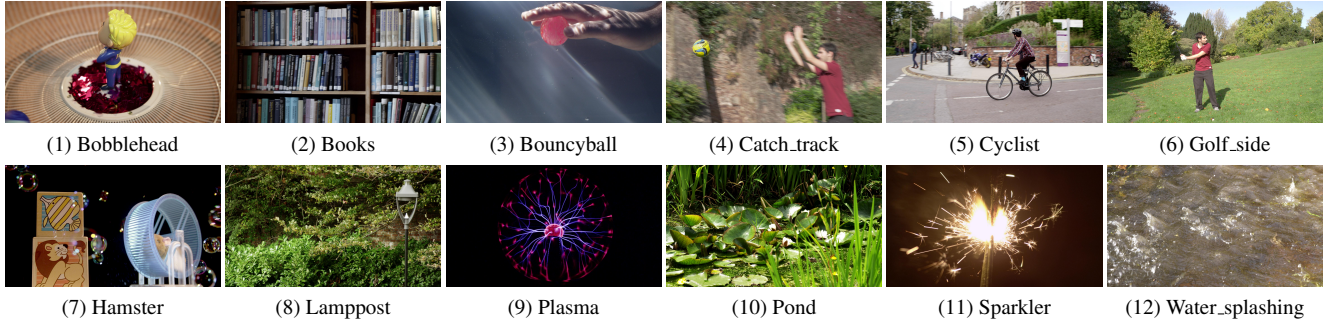 (1) Bobblehead
(2) Books
(3) Bouncyball
(4) Catch_track
(5) Cyclist
(6) Golf_side
(7) Hamster
(8) Lamppost
(9) Plasma
(10) Pond
(11) Sparkler
(12) Water_splashing